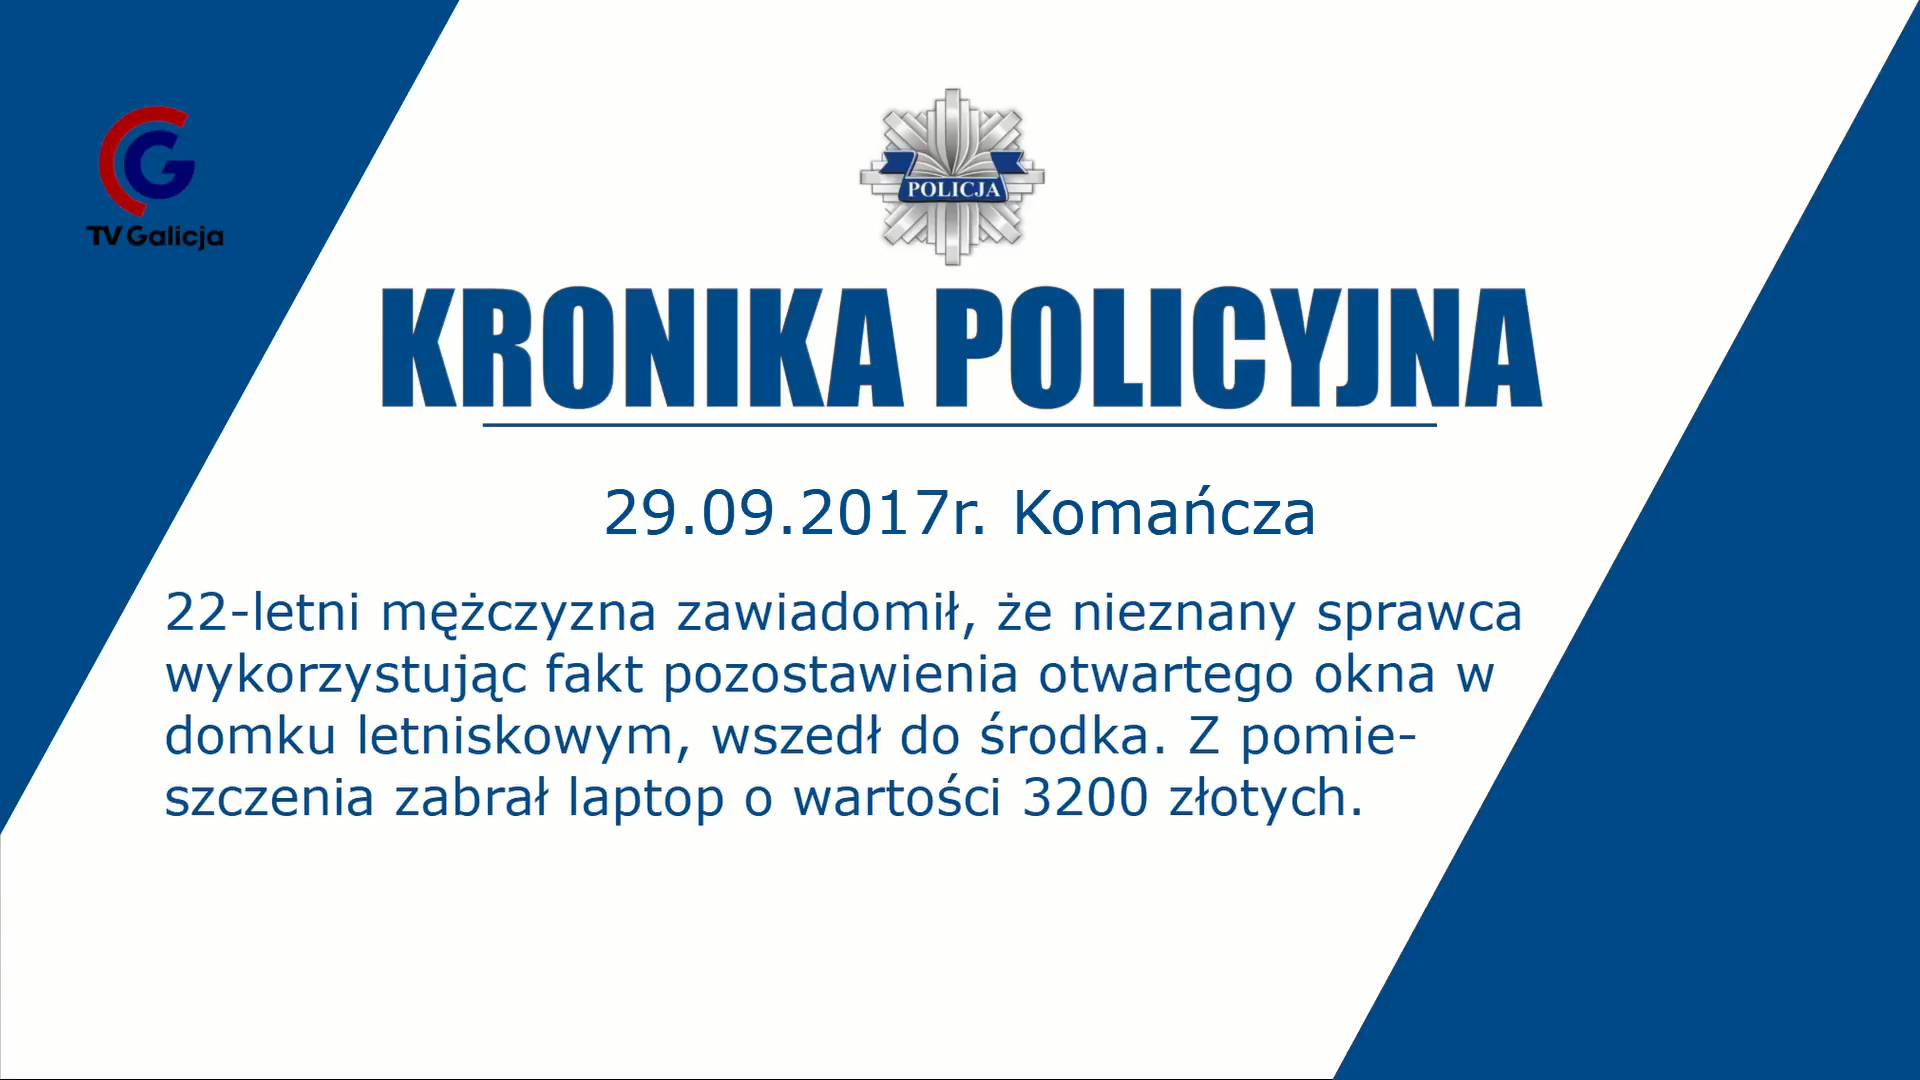 TV Galicja
POLICJA
KRONIKA POLICYJNA
29.09.2017r. Komańcza
22-letni mężczyzna zawiadomił, że nieznany sprawca
wykorzystując fakt pozostawienia otwartego okna w
domku letniskowym, wszedł do środka. Z pomie-
szczenia zabrał laptop o wartości 3200 złotych.